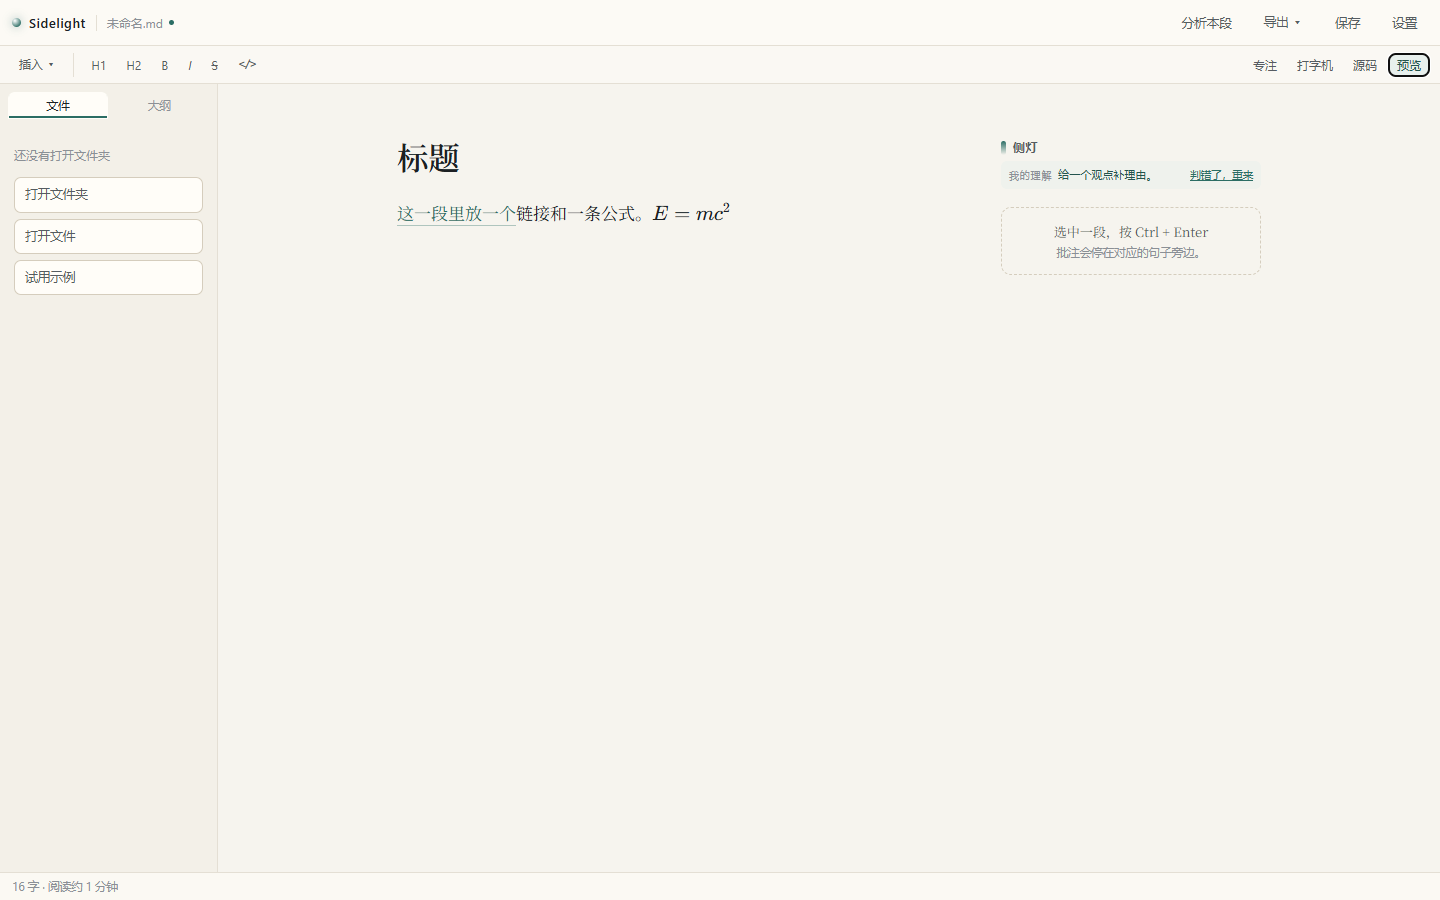 Sidelight 未命名.md 分析本段 导出 保存 设置
插入 H1 H2 B I S </> 专注 打字机 源码 预览
文件 大纲
还没有打开文件夹
打开文件夹
打开文件
试用示例
标题
这一段里放一个链接和一条公式。E = mc²
侧灯
我的理解 给一个观点补理由。 判错了，重来
选中一段，按 Ctrl + Enter
批注会停在对应的句子旁边。
16 字 · 阅读约 1 分钟